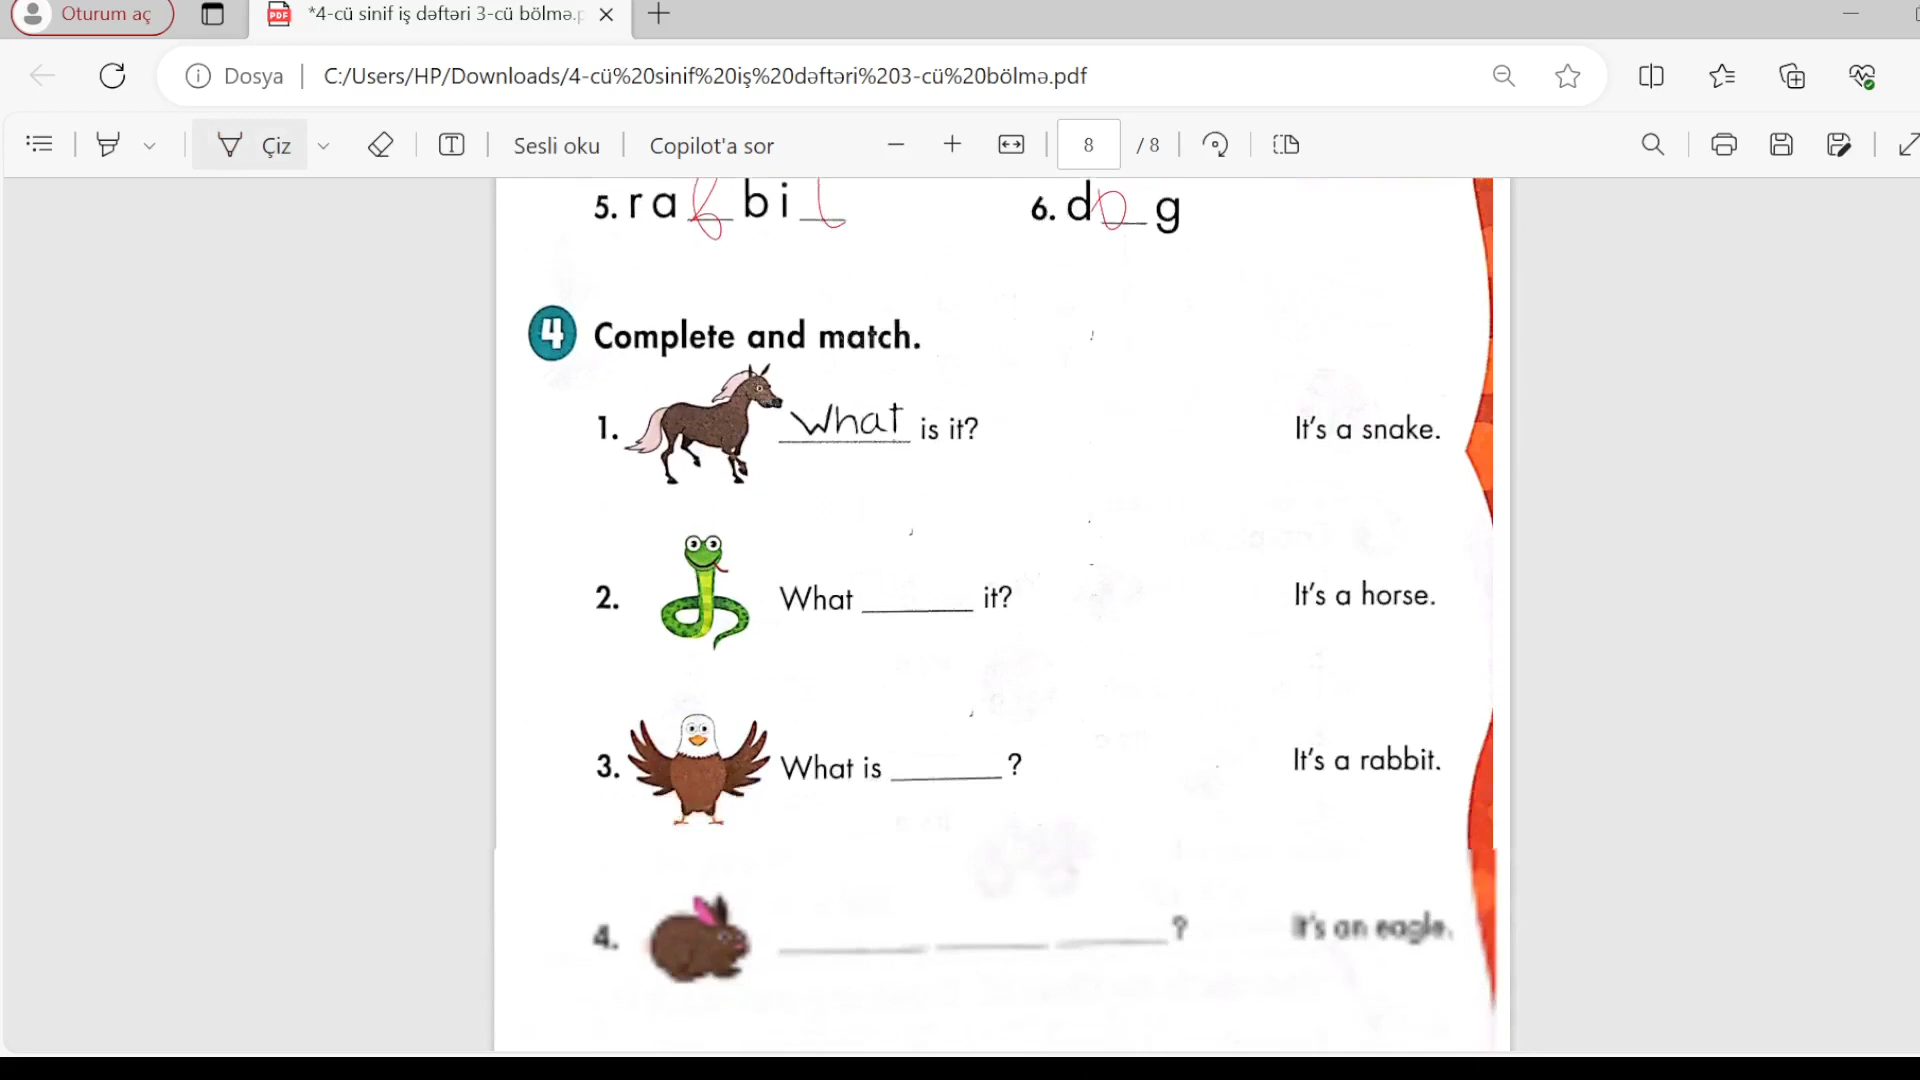 Oturum aç
*4-cü sinif iş dəftəri 3-cü bölmə.p
Dosya
C:/Users/HP/Downloads/4-cü%20sinif%20iş%20dəftəri%203-cü%20bölmə.pdf
Çiz
Sesli oku
Copilot'a sor
8 / 8
5. ra b bi t
6. d o g
4 Complete and match.
1. What is it? It's a snake.
2. What ______ it? It's a horse.
3. What is ______ ? It's a rabbit.
4. ______ ______ ______ ? It's an eagle.